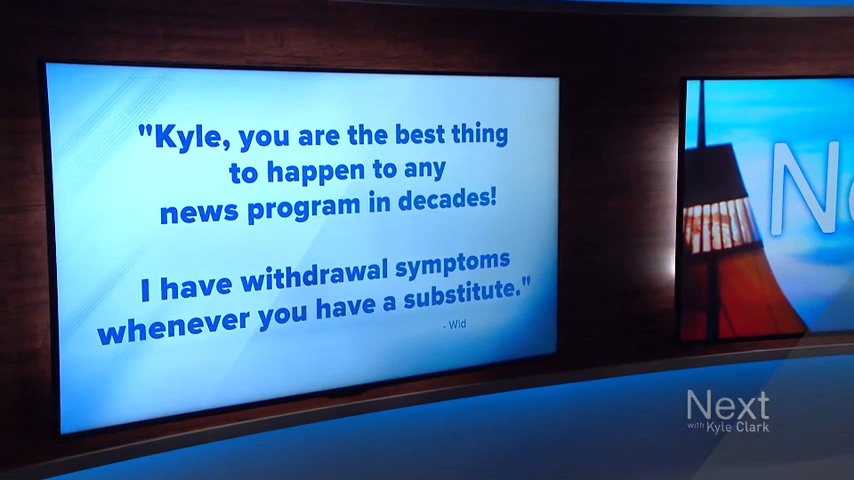 "Kyle, you are the best thing
to happen to any
news program in decades!
I have withdrawal symptoms
whenever you have a substitute."
- Wid
Next
with Kyle Clark